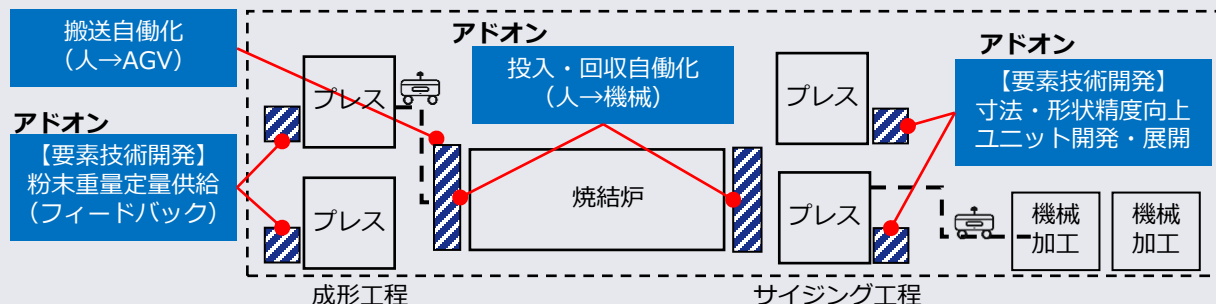 搬送自働化
（人→AGV）
アドオン
【要素技術開発】
粉末重量定量供給
（フィードバック）
プレス
プレス
成形工程
アドオン
投入・回収自働化
（人→機械）
焼結炉
プレス
プレス
サイジング工程
アドオン
【要素技術開発】
寸法・形状精度向上
ユニット開発・展開
機械
加工
機械
加工